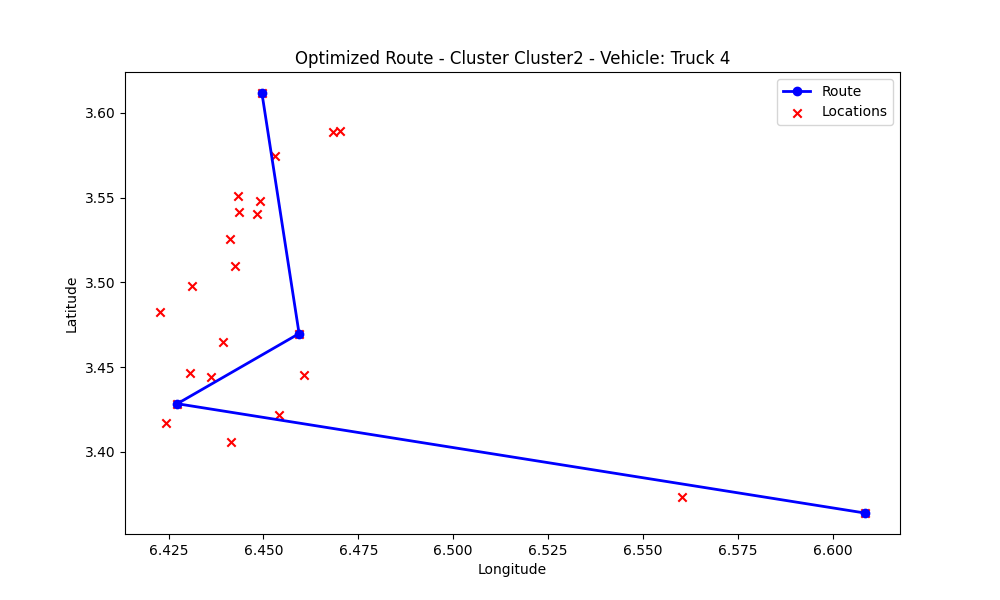 Optimized Route - Cluster Cluster2 - Vehicle: Truck 4
Route
Locations
3.60
3.55
3.50
3.45
3.40
Latitude
6.425 6.450 6.475 6.500 6.525 6.550 6.575 6.600
Longitude